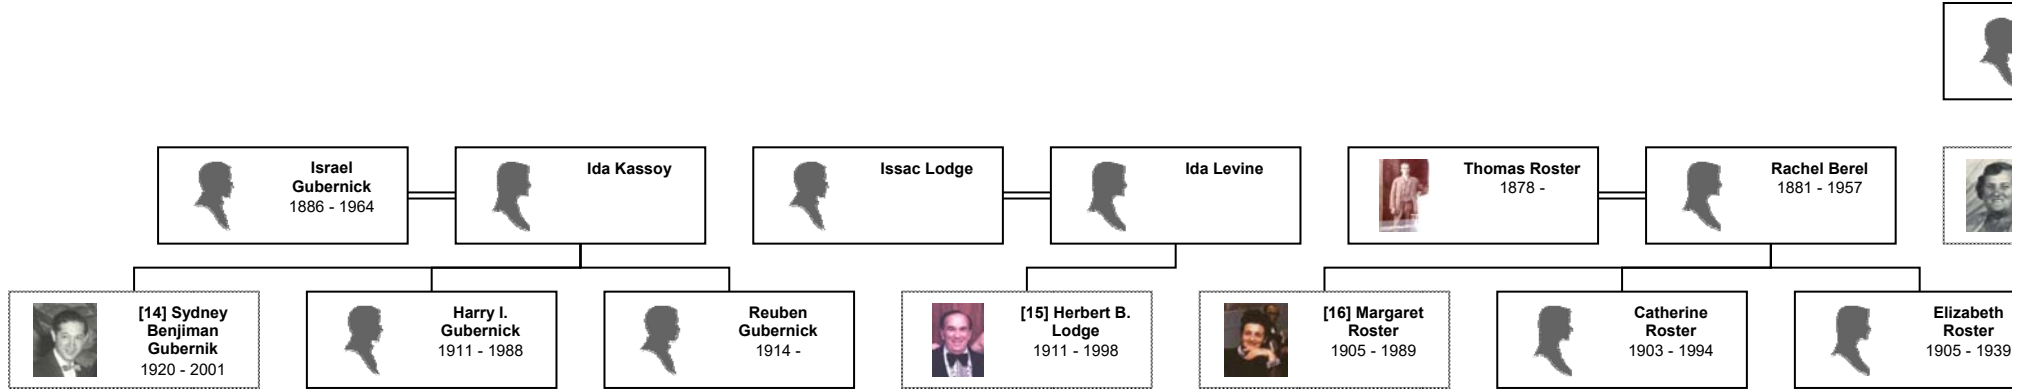 Israel
Gubernick
1886 - 1964
Ida Kassoy
Issac Lodge
Ida Levine
Thomas Roster
1878 -
Rachel Berel
1881 - 1957
[14] Sydney
Benjiman
Gubernik
1920 - 2001
Harry I.
Gubernick
1911 - 1988
Reuben
Gubernick
1914 -
[15] Herbert B.
Lodge
1911 - 1998
[16] Margaret
Roster
1905 - 1989
Catherine
Roster
1903 - 1994
Elizabeth
Roster
1905 - 1939